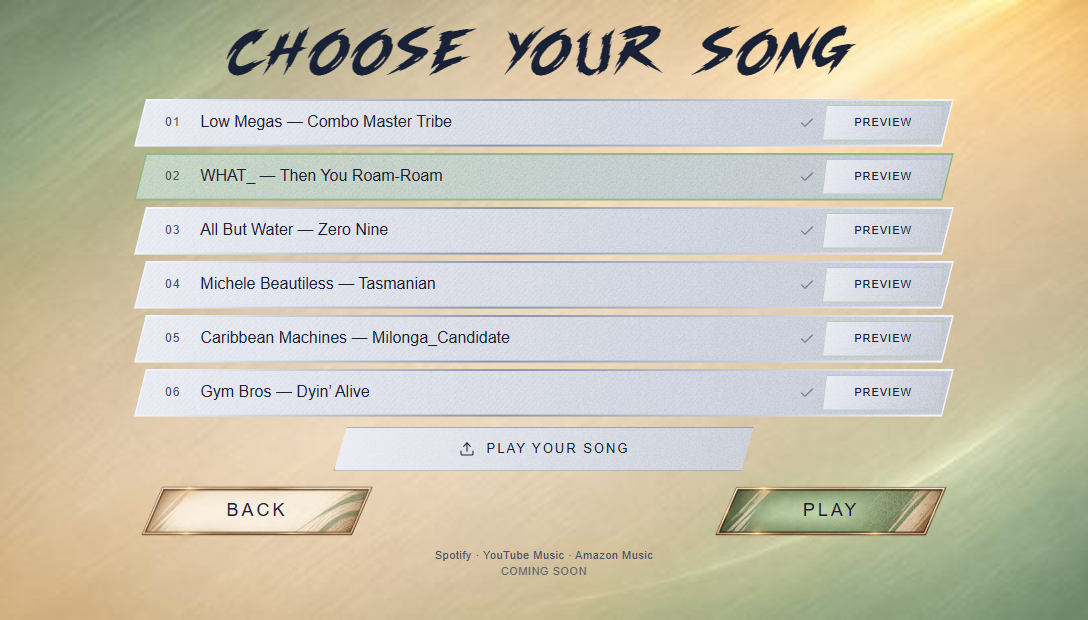 CHOOSE YOUR SONG
01 Low Megas — Combo Master Tribe PREVIEW
02 WHAT_ — Then You Roam-Roam PREVIEW
03 All But Water — Zero Nine PREVIEW
04 Michele Beautiless — Tasmanian PREVIEW
05 Caribbean Machines — Milonga_Candidate PREVIEW
06 Gym Bros — Dyin’ Alive PREVIEW
PLAY YOUR SONG
BACK PLAY
Spotify · YouTube Music · Amazon Music
COMING SOON